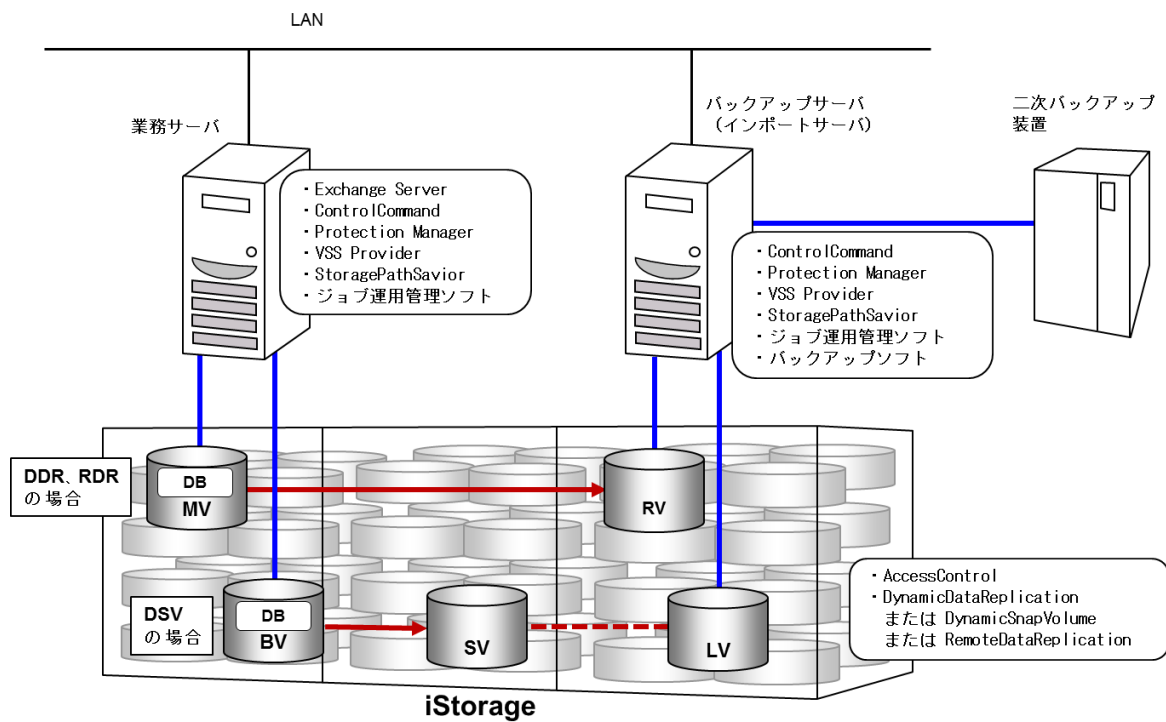 LAN
業務サーバ
バックアップサーバ
（インポートサーバ）
二次バックアップ
装置
・Exchange Server
・ControlCommand
・Protection Manager
・VSS Provider
・StoragePathSavior
・ジョブ運用管理ソフト
・ControlCommand
・Protection Manager
・VSS Provider
・StoragePathSavior
・ジョブ運用管理ソフト
・バックアップソフト
DDR、RDR
の場合
DB
MV
RV
DSV
の場合
DB
BV
SV
LV
・AccessControl
・DynamicDataReplication
または DynamicSnapVolume
または RemoteDataReplication
iStorage